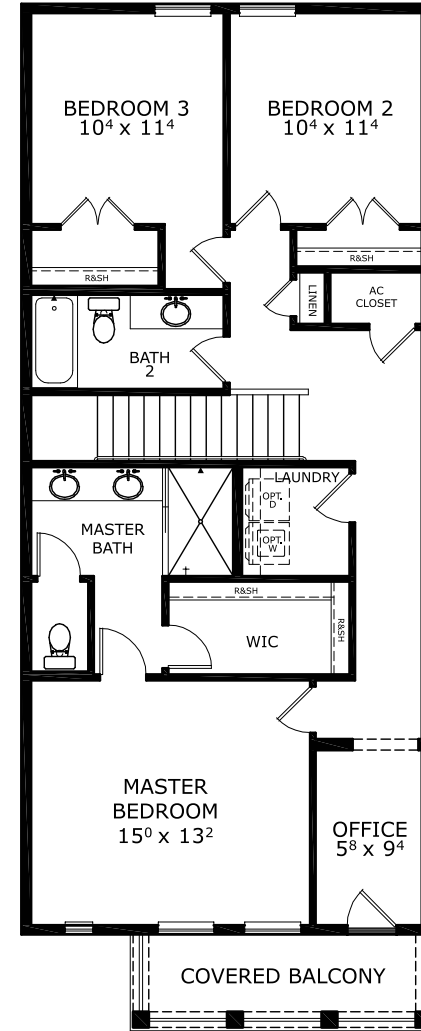 BEDROOM 3
10⁴ x 11⁴
BEDROOM 2
10⁴ x 11⁴
R&SH
R&SH
LINEN
AC
CLOSET
BATH
2
LAUNDRY
OPT.
D
OPT.
W
MASTER
BATH
R&SH
R&SH
WIC
MASTER
BEDROOM
15⁰ x 13²
OFFICE
5⁸ x 9⁴
COVERED BALCONY